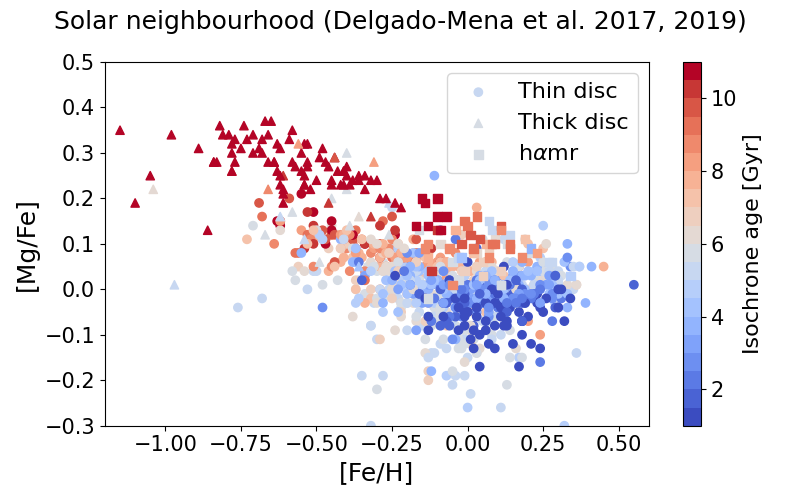 Solar neighbourhood (Delgado-Mena et al. 2017, 2019)
Thin disc
Thick disc
hαmr
0.5
0.4
0.3
0.2
0.1
0.0
−0.1
−0.2
−0.3
[Mg/Fe]
−1.00 −0.75 −0.50 −0.25 0.00 0.25 0.50
[Fe/H]
10
8
6
4
2
Isochrone age [Gyr]